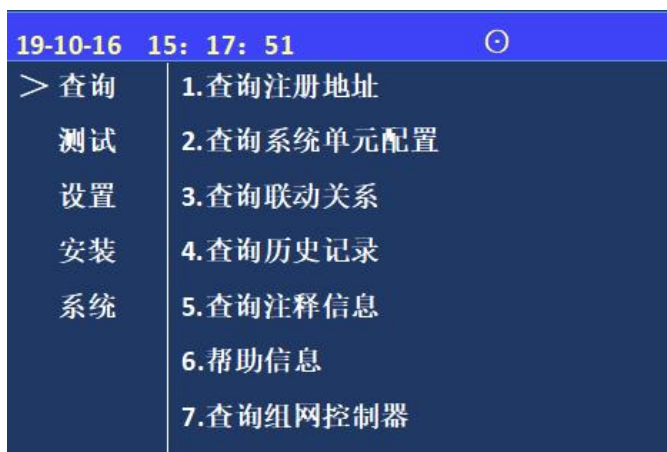 19-10-16 15：17：51
＞查询 1.查询注册地址
测试 2.查询系统单元配置
设置 3.查询联动关系
安装 4.查询历史记录
系统 5.查询注释信息
6.帮助信息
7.查询组网控制器